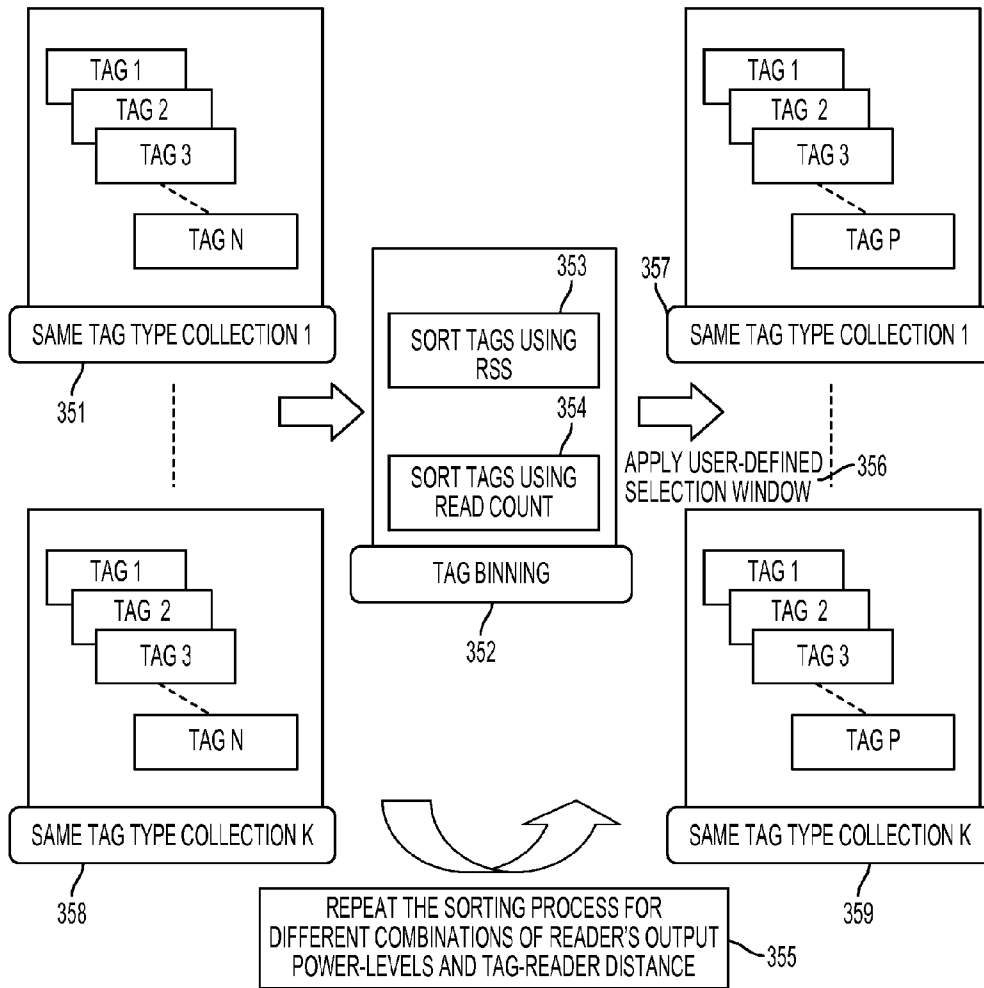 TAG 1
TAG 2
TAG 3
TAG N
SAME TAG TYPE COLLECTION 1
351
TAG 1
TAG 2
TAG 3
TAG N
SAME TAG TYPE COLLECTION K
358
353
SORT TAGS USING
RSS
354
SORT TAGS USING
READ COUNT
TAG BINNING
352
REPEAT THE SORTING PROCESS FOR
DIFFERENT COMBINATIONS OF READER'S OUTPUT
POWER-LEVELS AND TAG-READER DISTANCE
355
APPLY USER-DEFINED
SELECTION WINDOW
356
TAG 1
TAG 2
TAG 3
TAG P
357
SAME TAG TYPE COLLECTION 1
TAG 1
TAG 2
TAG 3
TAG P
SAME TAG TYPE COLLECTION K
359